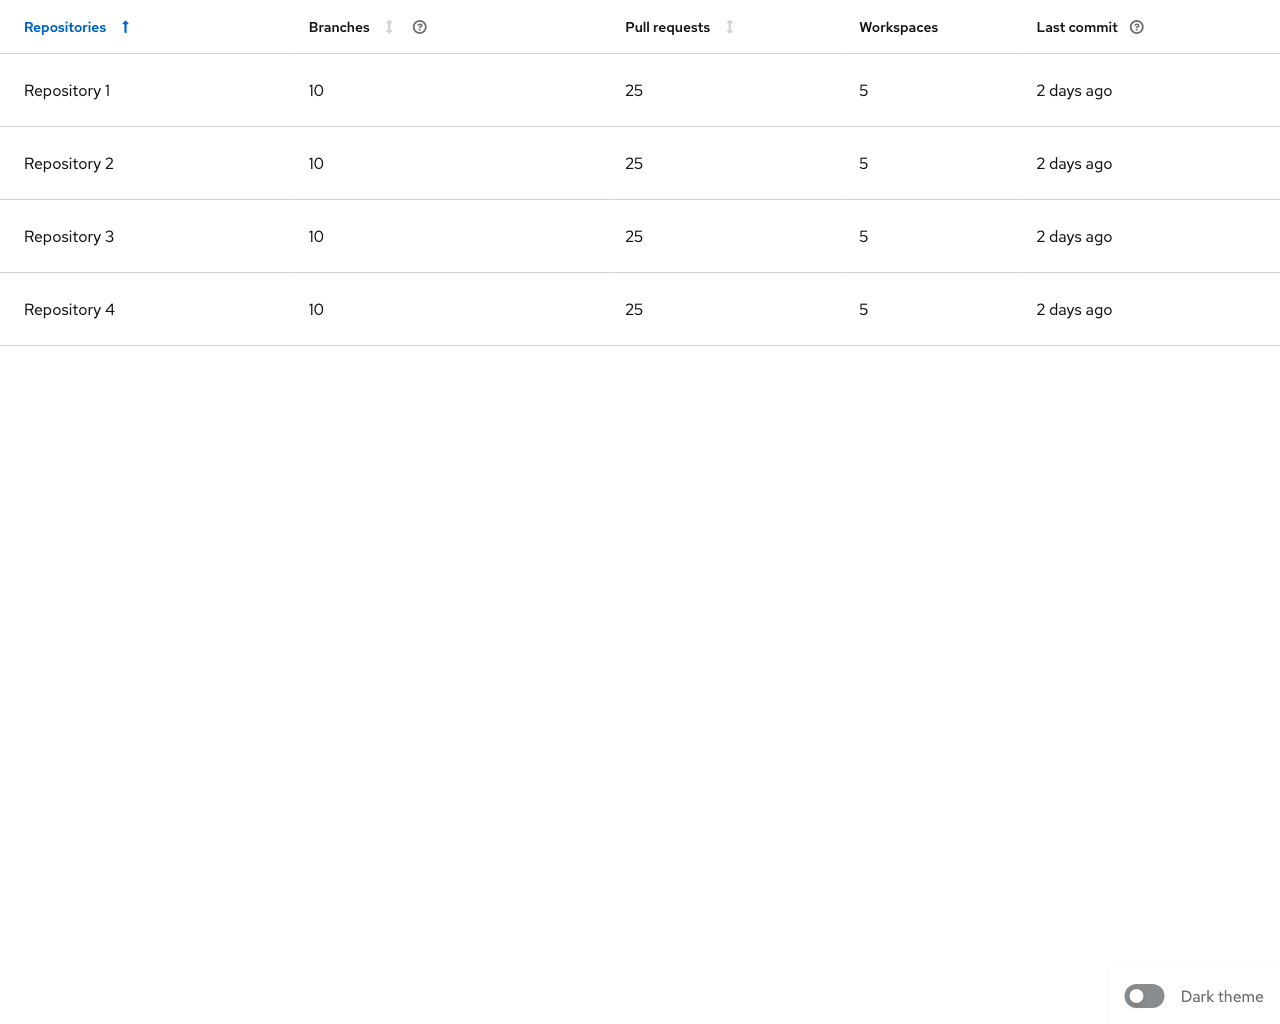 Repositories Branches Pull requests Workspaces Last commit
Repository 1 10 25 5 2 days ago
Repository 2 10 25 5 2 days ago
Repository 3 10 25 5 2 days ago
Repository 4 10 25 5 2 days ago
Dark theme